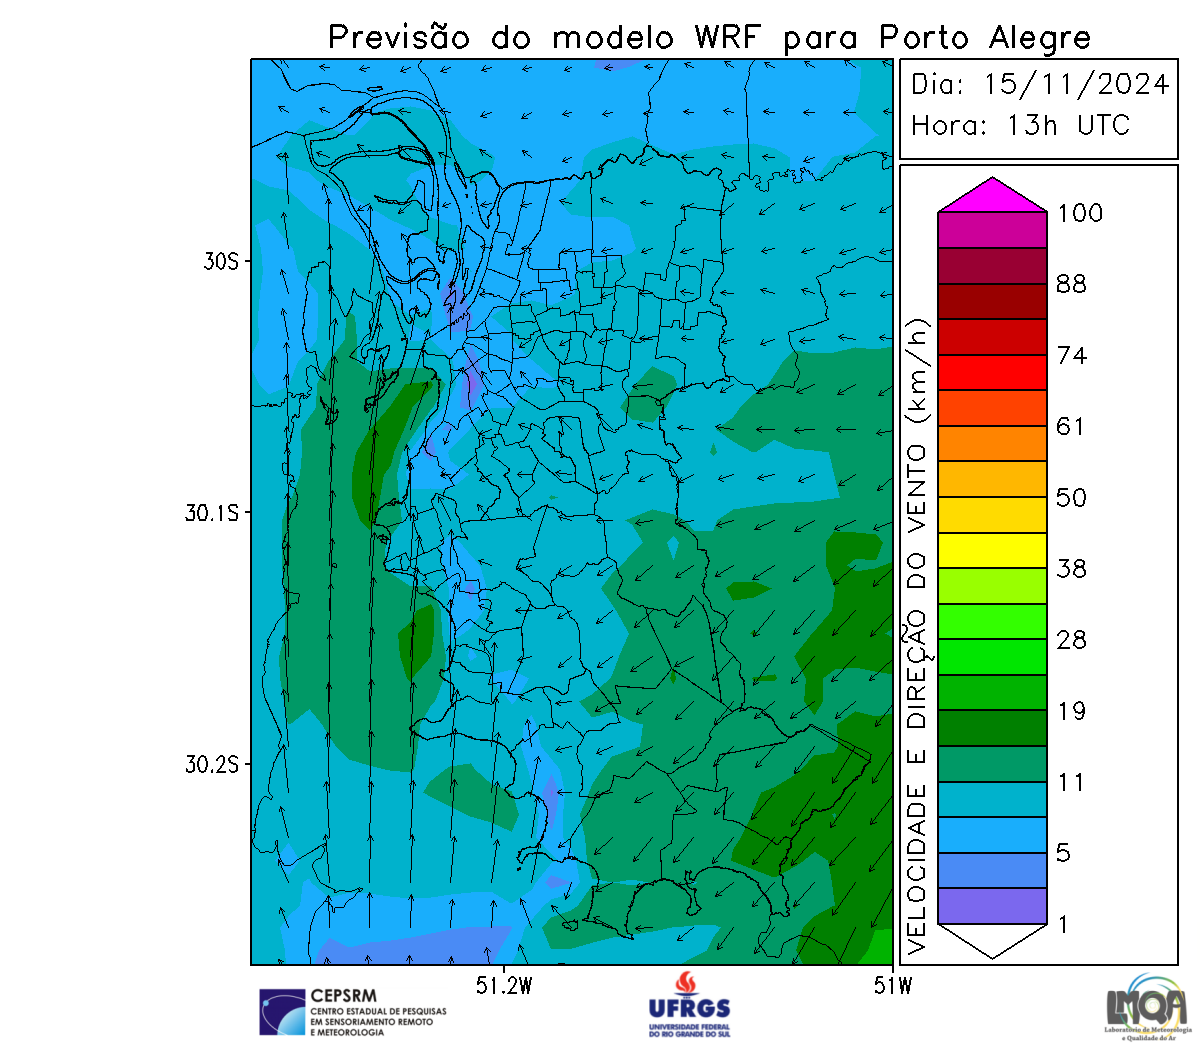 Previsão do modelo WRF para Porto Alegre
Dia: 15/11/2024
Hora: 13h UTC
30S
30.1S
30.2S
51.2W
51W
VELOCIDADE E DIREÇÃO DO VENTO (km/h)
100
88
74
61
50
38
28
19
11
5
1
CEPSRM
CENTRO ESTADUAL DE PESQUISAS
EM SENSORIAMENTO REMOTO
E METEOROLOGIA
UFRGS
UNIVERSIDADE FEDERAL
DO RIO GRANDE DO SUL
LMQA
Laboratório de Meteorologia
e Qualidade do Ar